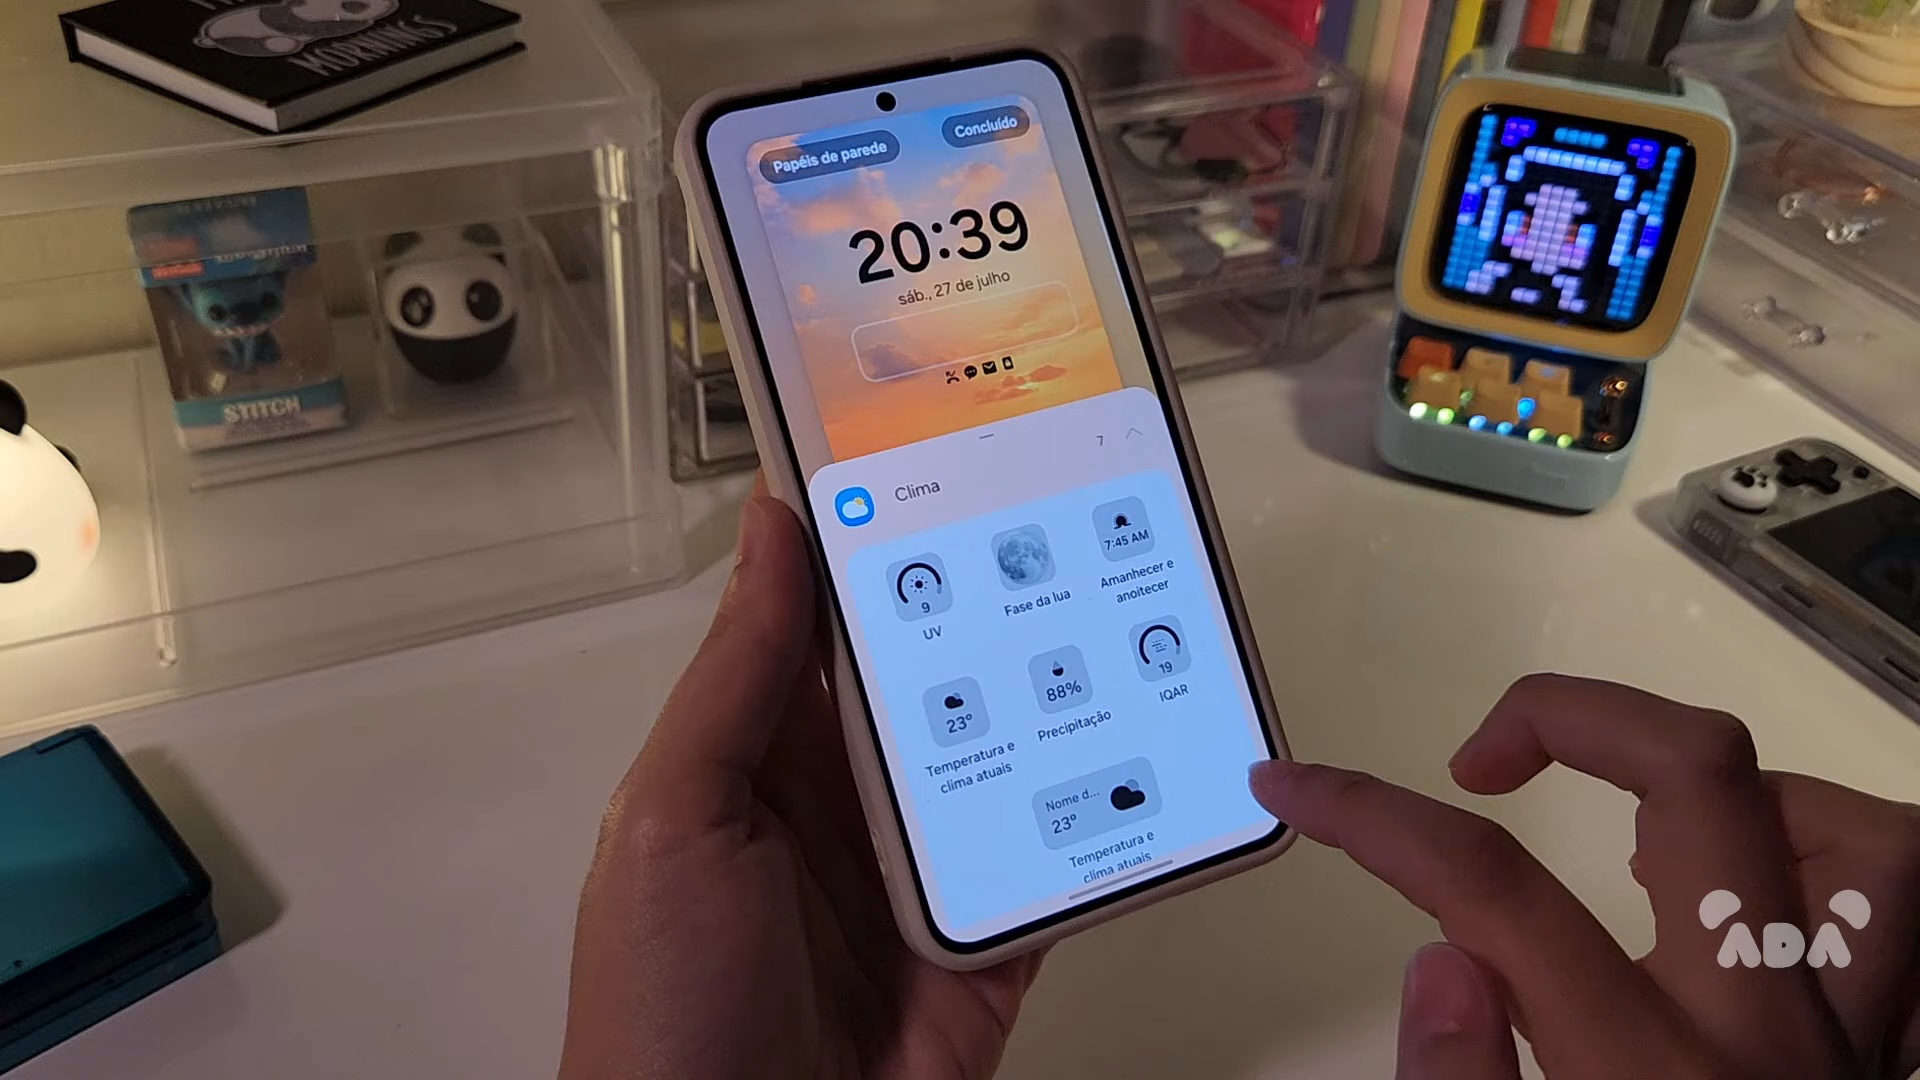 MORNINGS
STITCH
Papéis de parede
Concluído
20:39
sáb., 27 de julho
7
Clima
9
UV
Fase da lua
7:45 AM
Amanhecer e
anoitecer
23°
Temperatura e
clima atuais
88%
Precipitação
19
IQAR
Nome d...
23°
Temperatura e
clima atuais
ADA